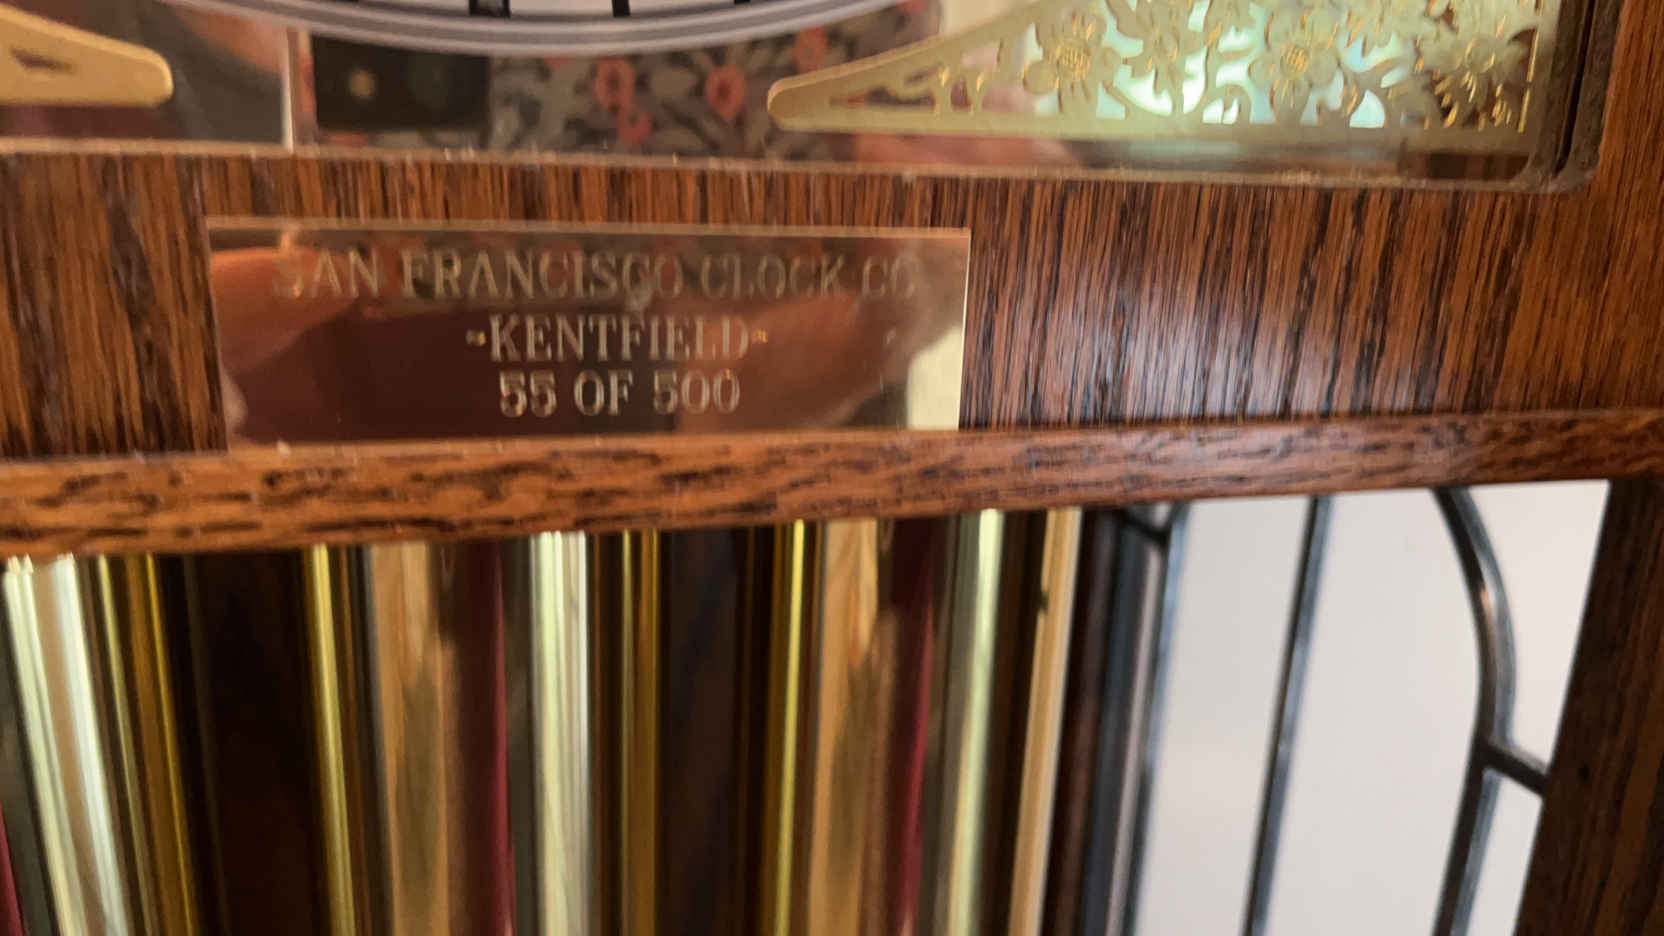 SAN FRANCISCO CLOCK CO
-KENTFIELD-
55 OF 500